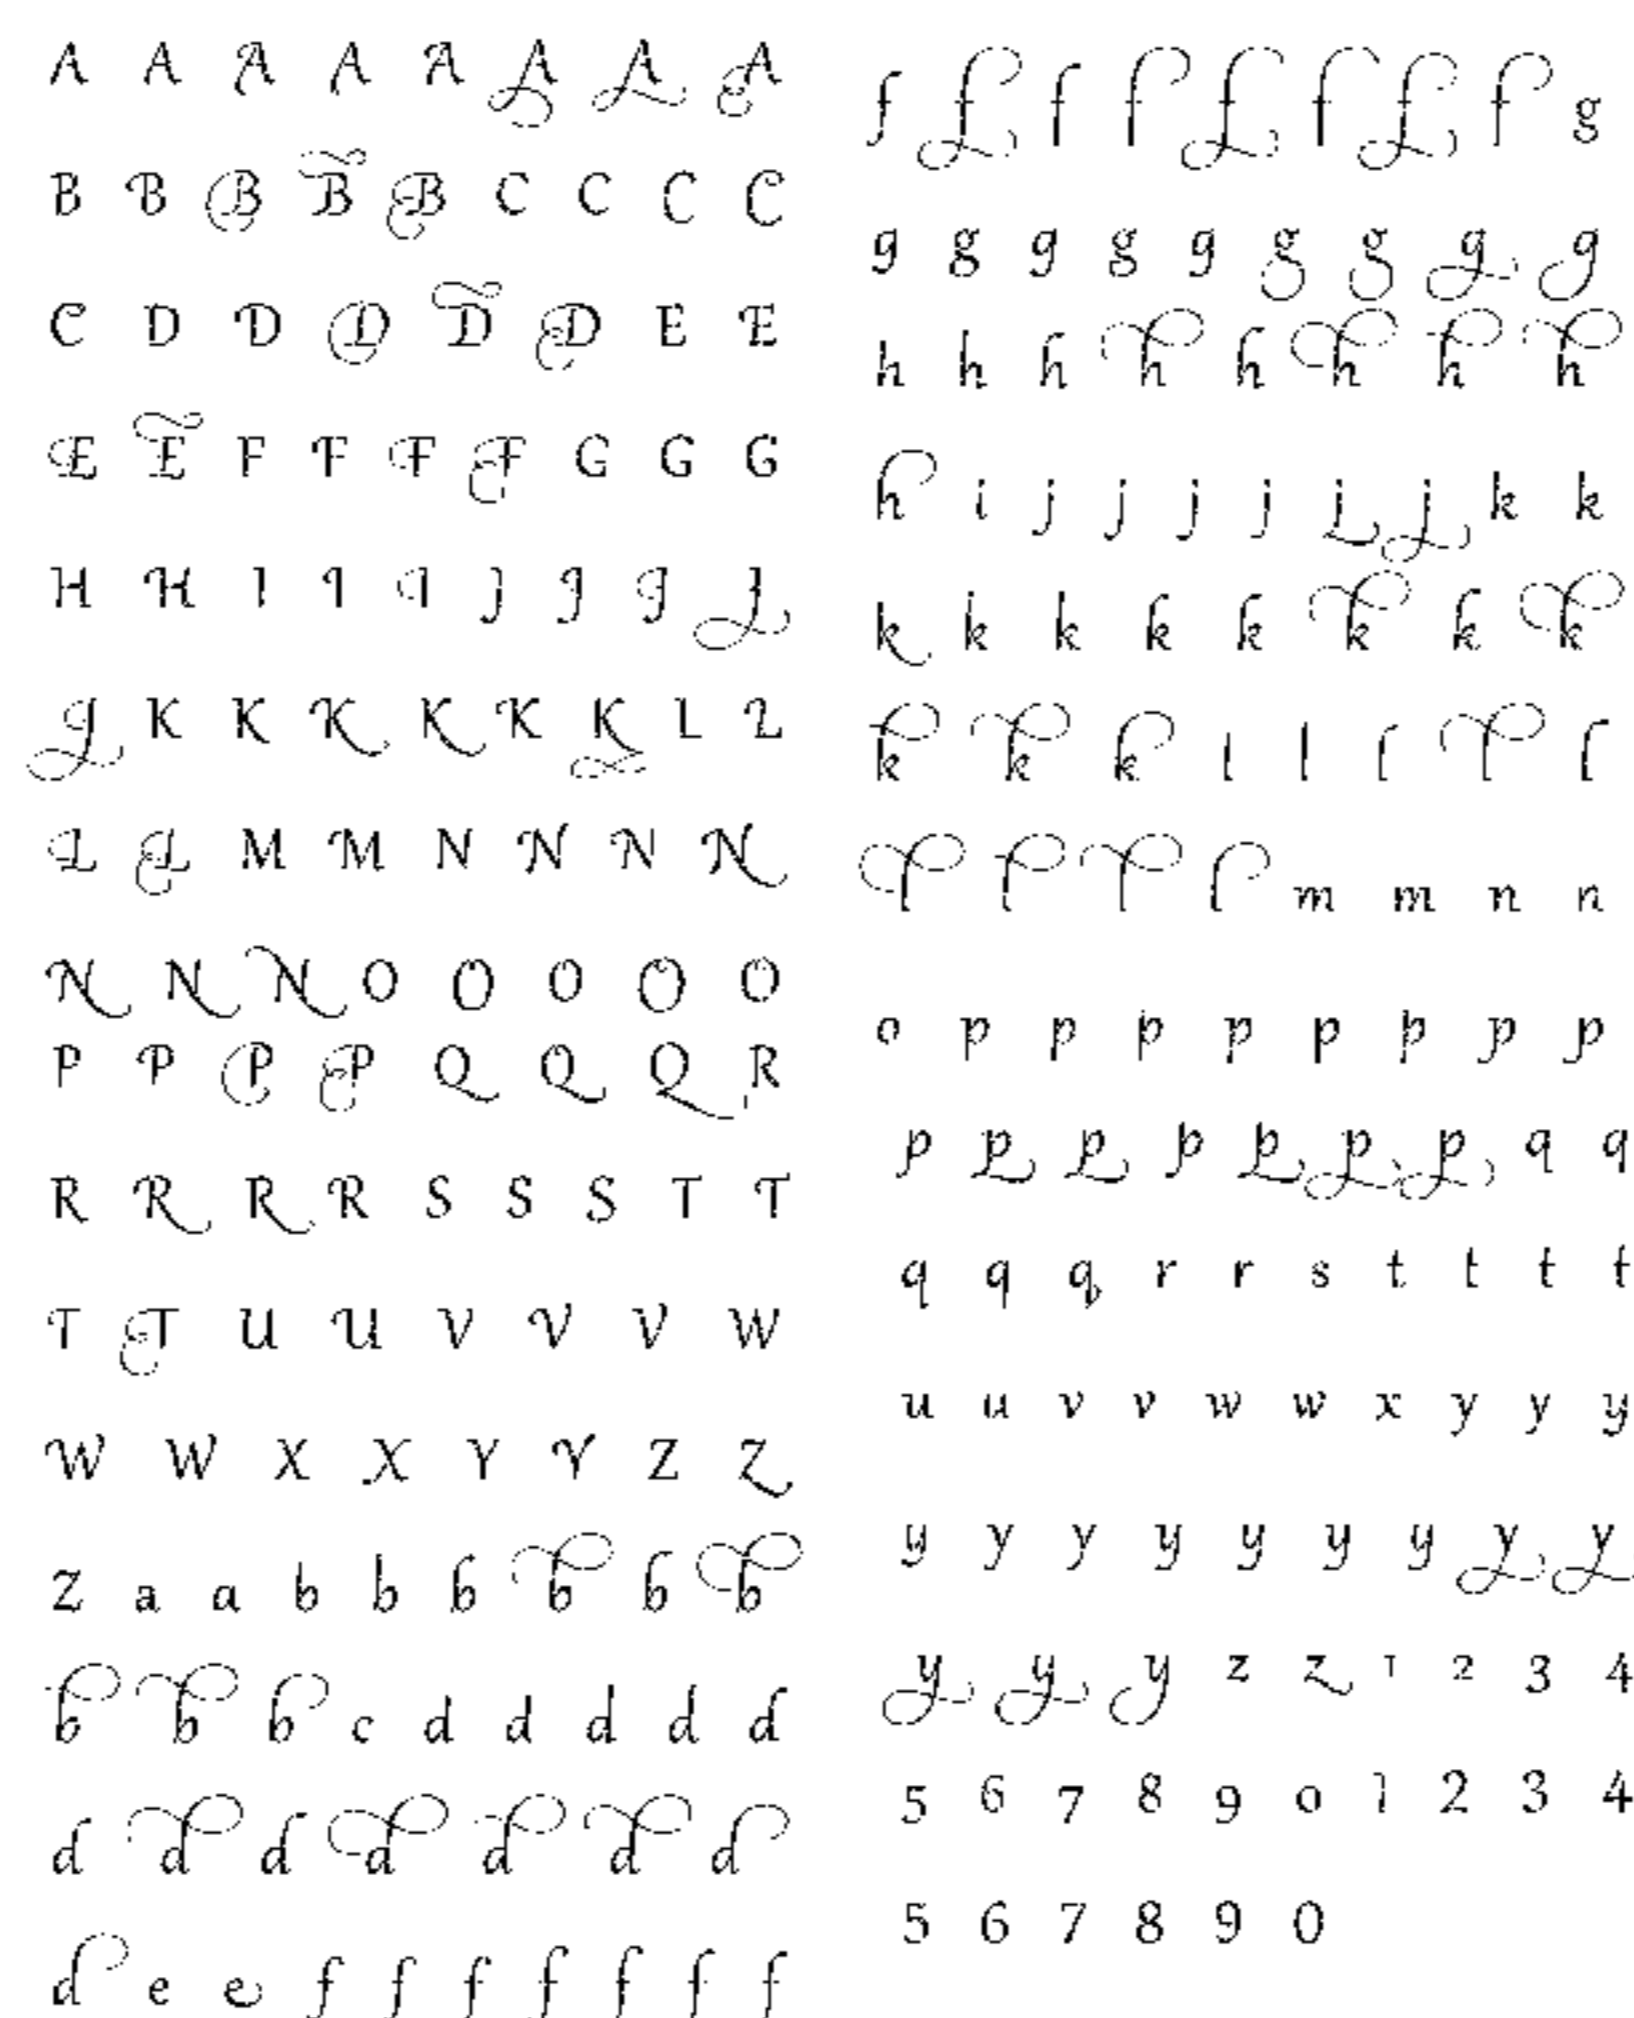 A A A A A A A A
B B B B B C C C C
C D D D D D E E
E E F F F F G G G
H H I I I J J J J
J K K K K K K L L
L L M M N N N N
N N N O O O O O
P P P P Q Q Q R
R R R R S S S T T
T T U U V V V W
W W X X Y Y Z Z
Z a a b b b b b b
b b b c d d d d d
d d d d d d d
d e e f f f f f f f
f f f f f f f f g
g g g g g g g g g
h h h h h h h h
h i j j j j j j k k
k k k k k k k k
k k k l l l l l
l l l l m m n n
o p p p p p p p p
p p p p p p p q q
q q q r r s t t t t
u u v v w w x y y y
y y y y y y y y y
y y y z z 1 2 3 4
5 6 7 8 9 0 1 2 3 4
5 6 7 8 9 0